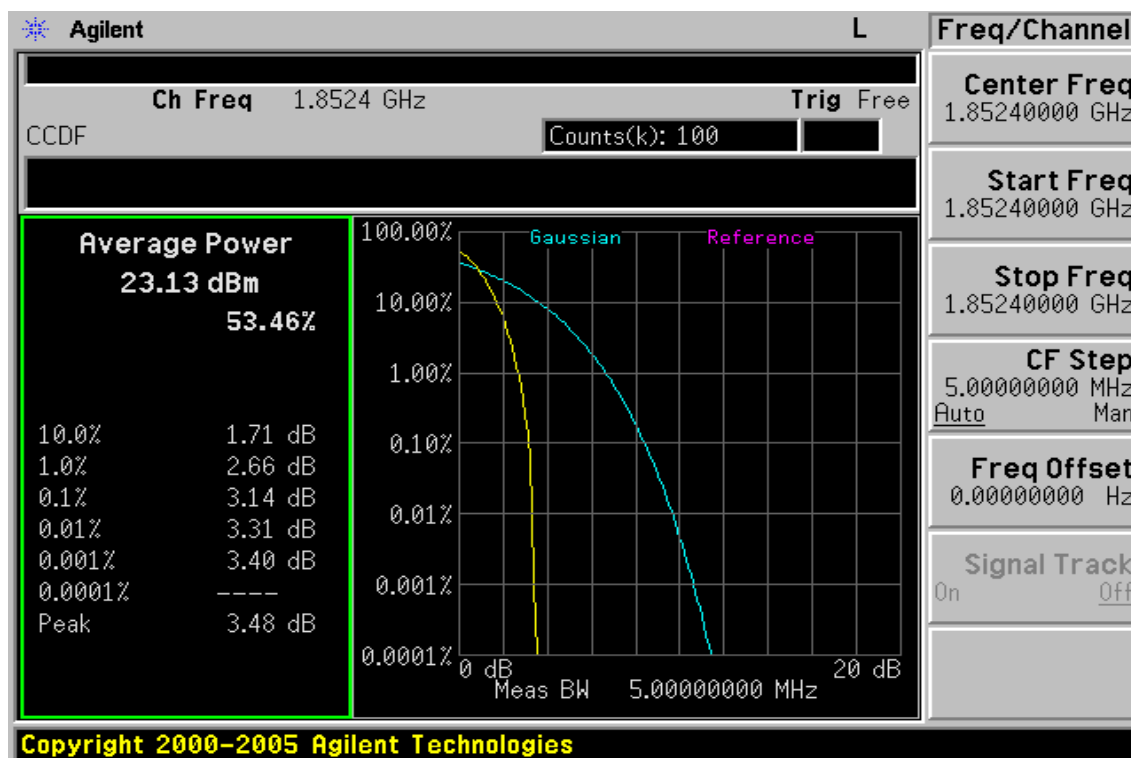 Agilent L Freq/Channel
Ch Freq 1.8524 GHz Trig Free
CCDF Counts(k): 100
Average Power
23.13 dBm
53.46%
10.0% 1.71 dB
1.0% 2.66 dB
0.1% 3.14 dB
0.01% 3.31 dB
0.001% 3.40 dB
0.0001% ----
Peak 3.48 dB
Gaussian Reference
100.00%
10.00%
1.00%
0.10%
0.01%
0.001%
0.0001%
0 dB 20 dB
Meas BW 5.00000000 MHz
Center Freq
1.85240000 GHz
Start Freq
1.85240000 GHz
Stop Freq
1.85240000 GHz
CF Step
5.00000000 MHz
Auto Man
Freq Offset
0.00000000 Hz
Signal Track
On Off
Copyright 2000-2005 Agilent Technologies